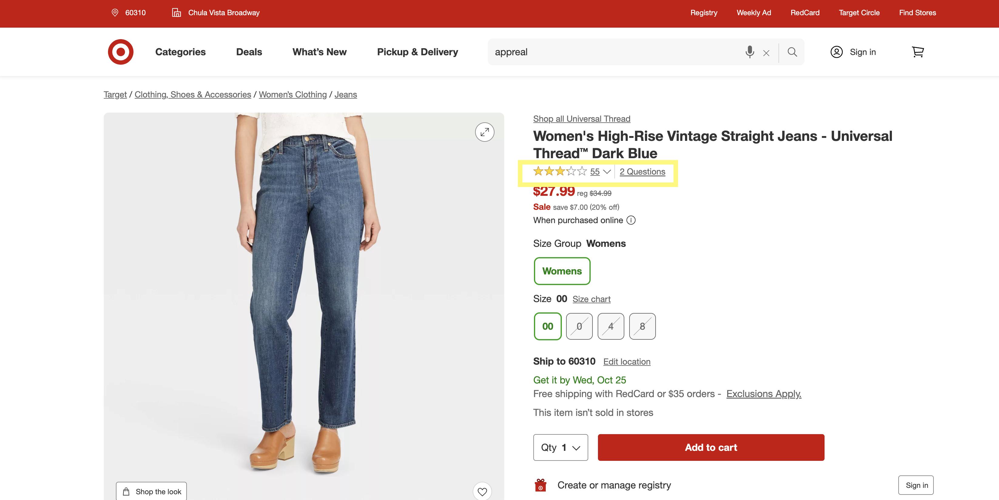 60310 Chula Vista Broadway Registry Weekly Ad RedCard Target Circle Find Stores
Categories Deals What's New Pickup & Delivery appreal Sign in
Target / Clothing, Shoes & Accessories / Women's Clothing / Jeans
Shop all Universal Thread
Women's High-Rise Vintage Straight Jeans - Universal
Thread™ Dark Blue
55 2 Questions
$27.99 reg $34.99
Sale save $7.00 (20% off)
When purchased online
Size Group Womens
Womens
Size 00 Size chart
00 0 4 8
Ship to 60310 Edit location
Get it by Wed, Oct 25
Free shipping with RedCard or $35 orders - Exclusions Apply.
This item isn't sold in stores
Qty 1 Add to cart
Create or manage registry Sign in
Shop the look